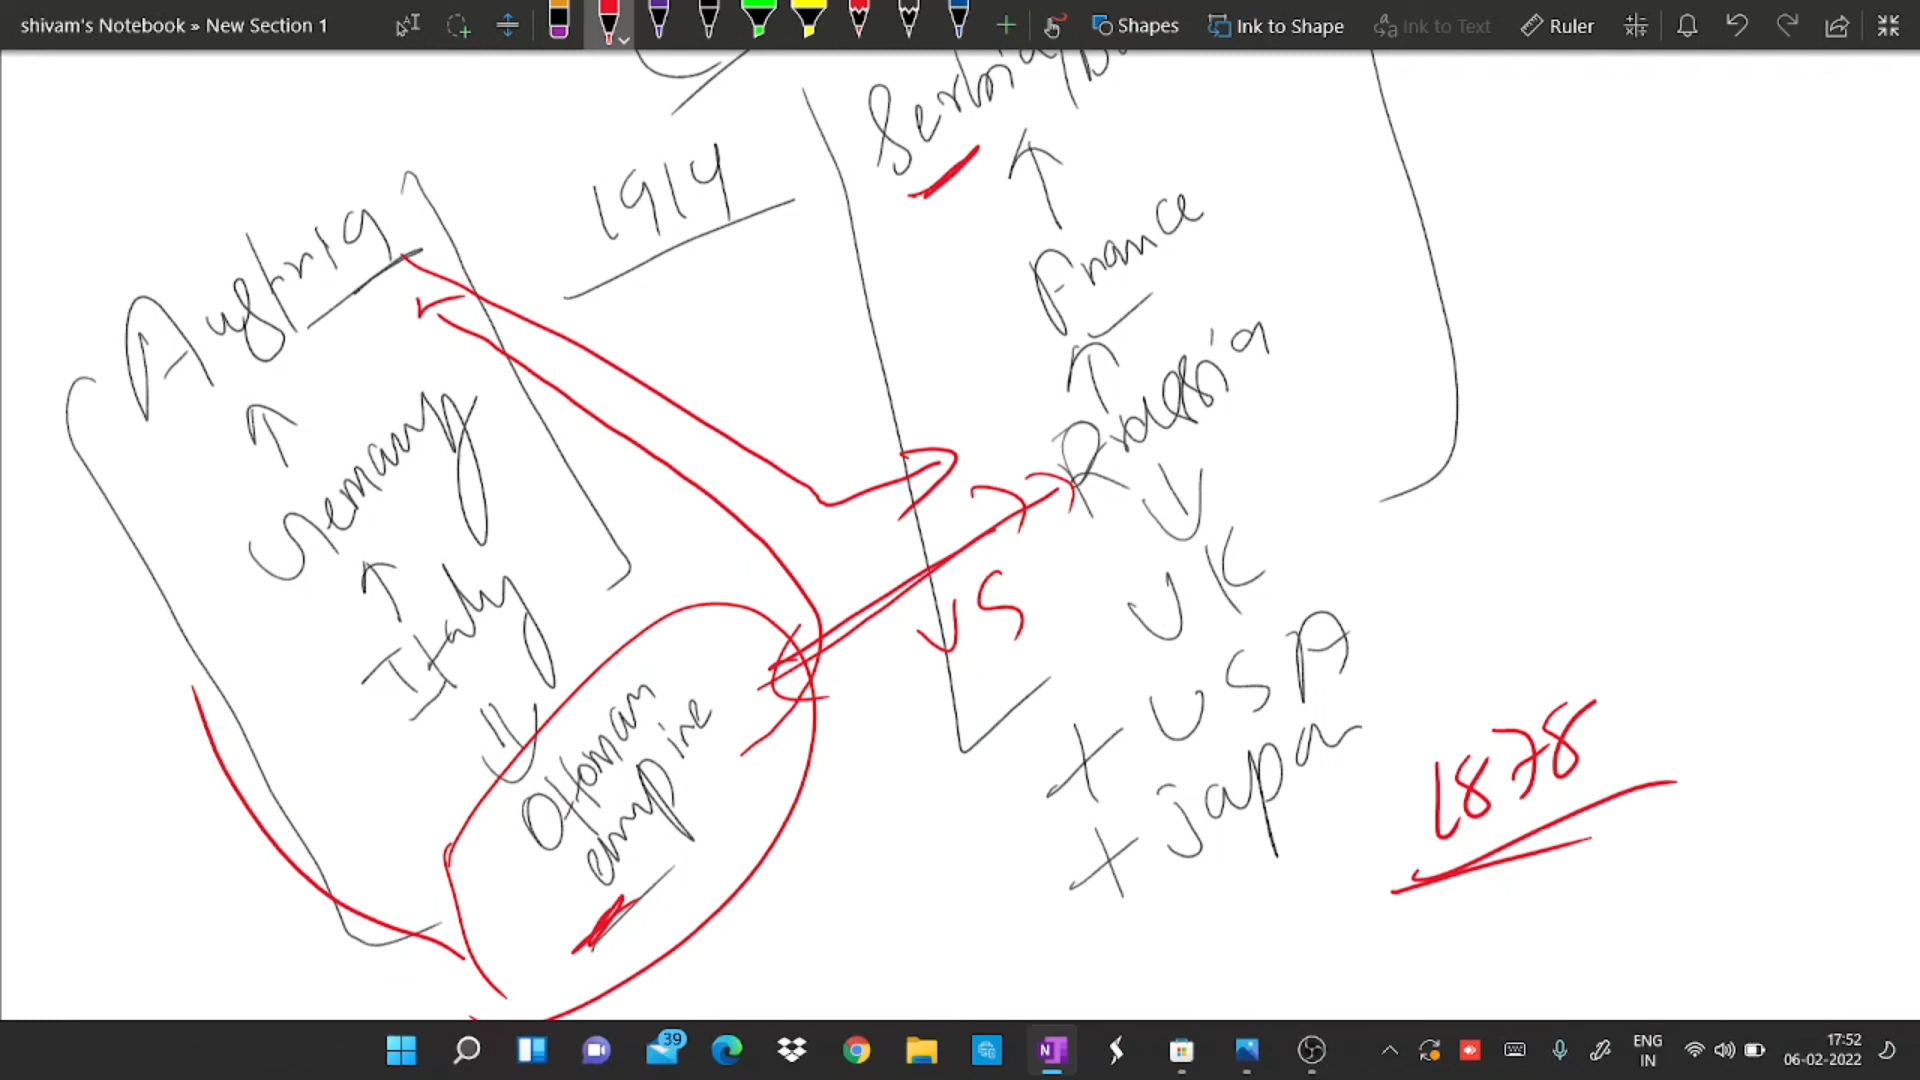 shivam's Notebook » New Section 1
Shapes
Ink to Shape
Ink to Text
Ruler
1914
Austria
Germany
Italy
Ottoman
empire
VS
France
Russia
UK
+ USA
+ Japan
1878
39
ENG
IN
17:52
06-02-2022